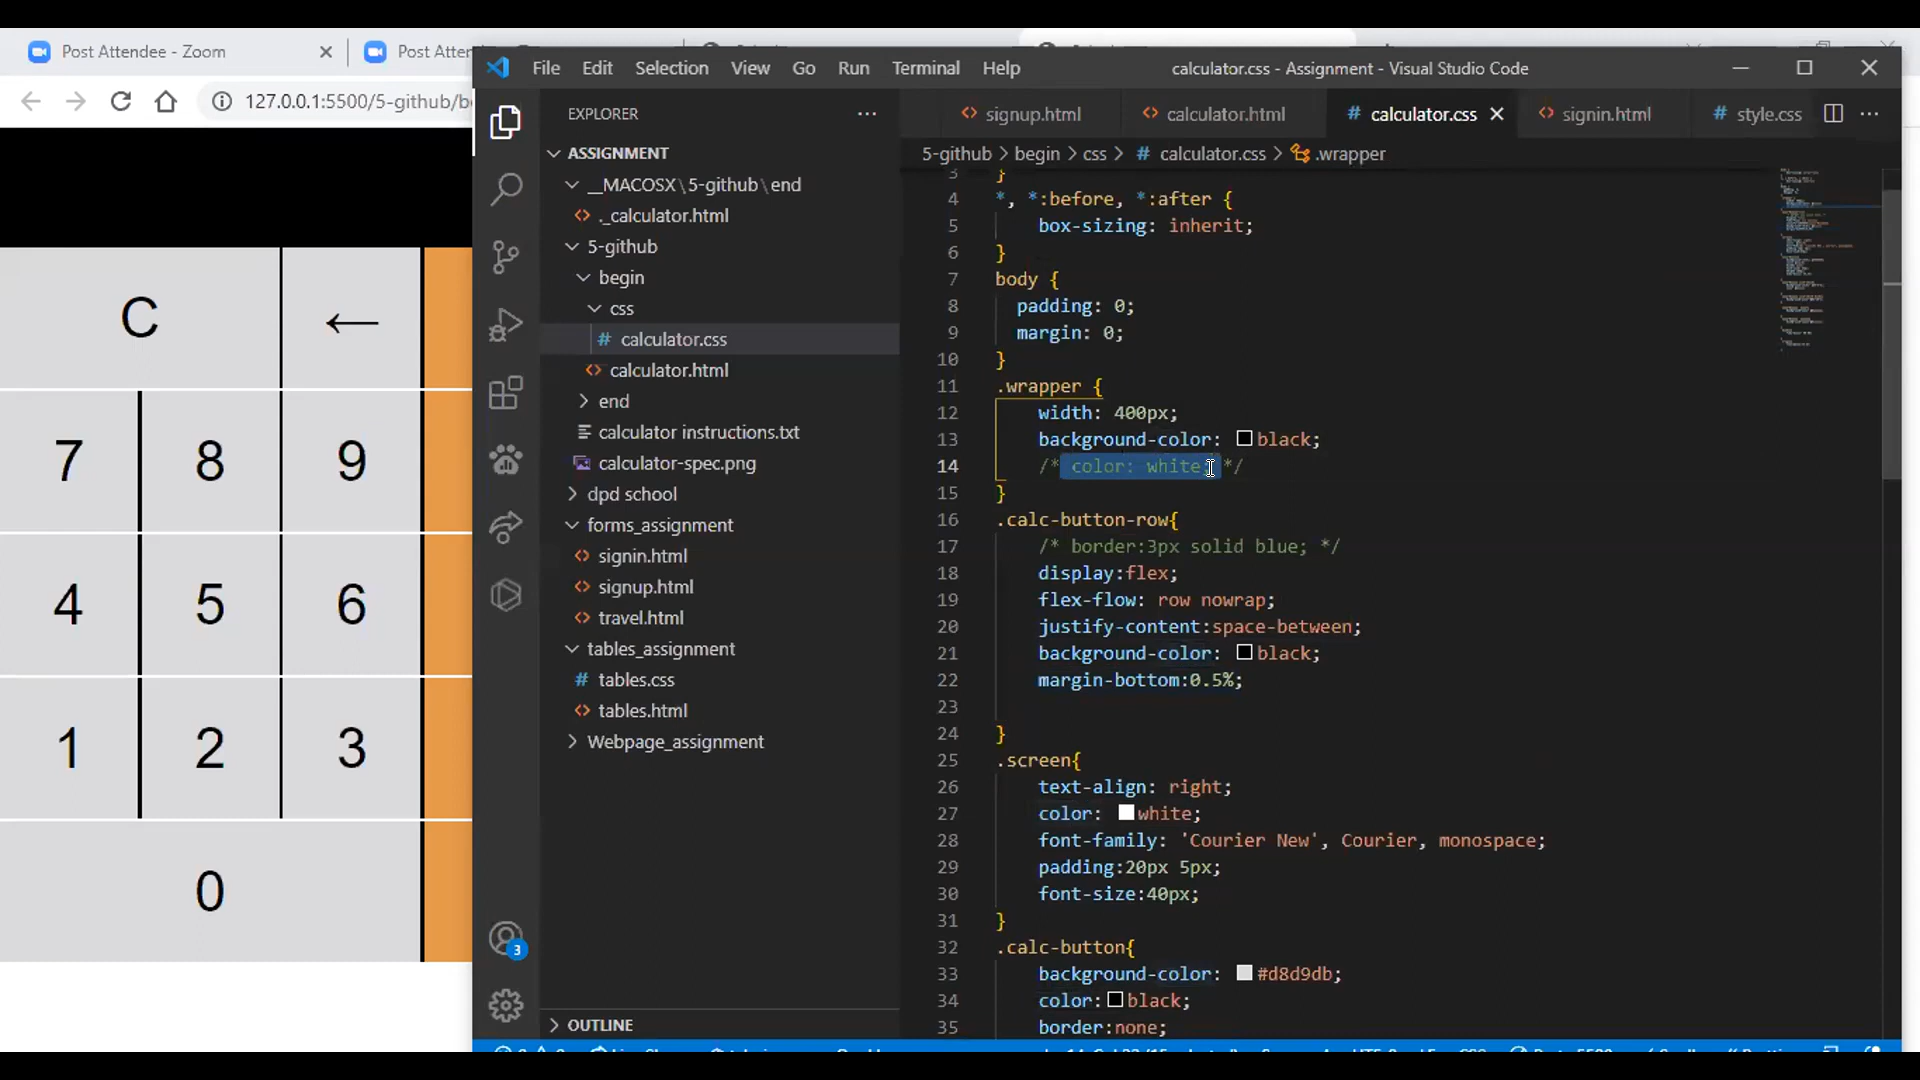 Post Attendee - Zoom
Post Atten
127.0.0.1:5500/5-github/be
File Edit Selection View Go Run Terminal Help
calculator.css - Assignment - Visual Studio Code
EXPLORER
signup.html
calculator.html
calculator.css
signin.html
style.css
5-github > begin > css > # calculator.css > .wrapper
ASSIGNMENT
__MACOSX\5-github\end
._calculator.html
5-github
begin
css
calculator.css
calculator.html
end
calculator instructions.txt
calculator-spec.png
dpd school
forms_assignment
signin.html
signup.html
travel.html
tables_assignment
tables.css
tables.html
Webpage_assignment
OUTLINE
3
C ←
7 8 9
4 5 6
1 2 3
0
3 }
4 *, *:before, *:after {
5 box-sizing: inherit;
6 }
7 body {
8 padding: 0;
9 margin: 0;
10 }
11 .wrapper {
12 width: 400px;
13 background-color: black;
14 /* color: white; */
15 }
16 .calc-button-row{
17 /* border:3px solid blue; */
18 display:flex;
19 flex-flow: row nowrap;
20 justify-content:space-between;
21 background-color: black;
22 margin-bottom:0.5%;
23
24 }
25 .screen{
26 text-align: right;
27 color: white;
28 font-family: 'Courier New', Courier, monospace;
29 padding:20px 5px;
30 font-size:40px;
31 }
32 .calc-button{
33 background-color: #d8d9db;
34 color: black;
35 border:none;